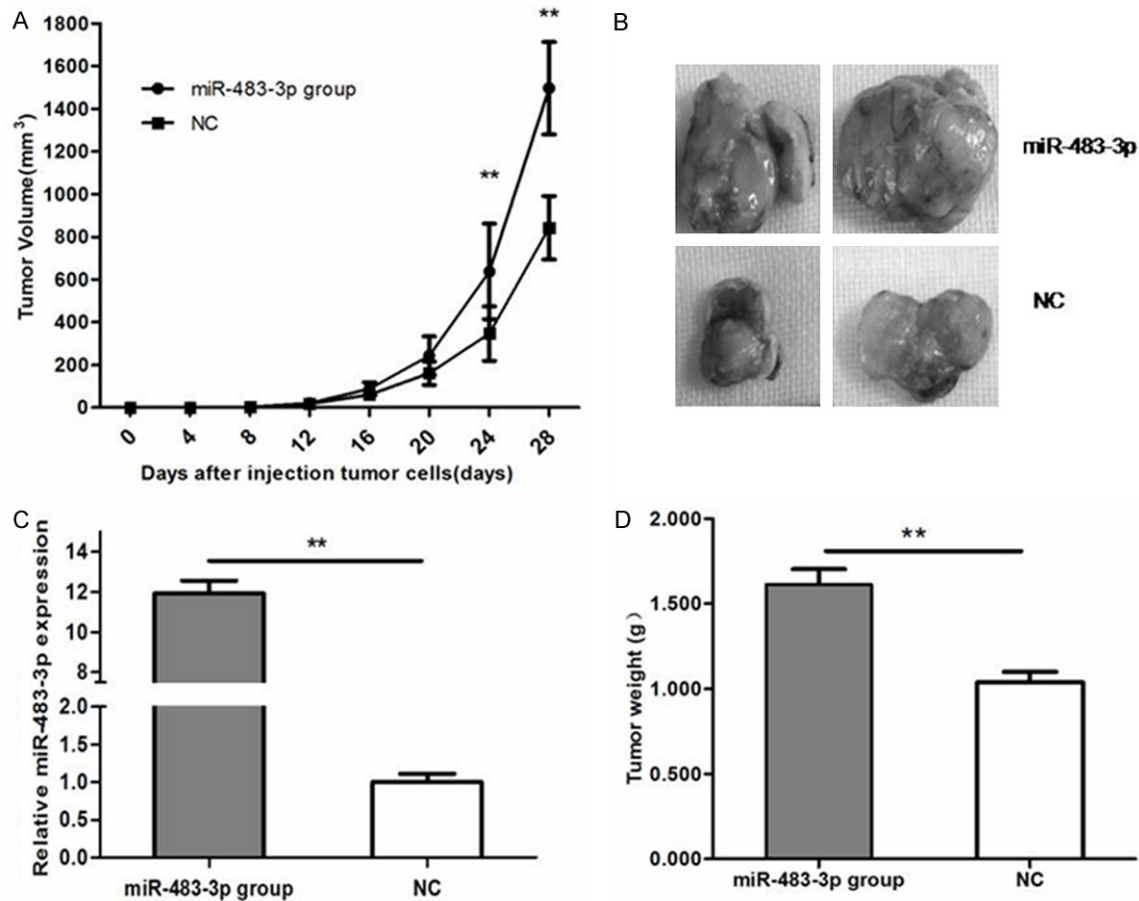 A
1800
1600
1400
1200
1000
800
600
400
200
0
Tumor Volume(mm³)
miR-483-3p group
NC
**
**
0 4 8 12 16 20 24 28
Days after injection tumor cells(days)
B
miR-483-3p
NC
C
Relative miR-483-3p expression
14
12
10
8
2.0
1.5
1.0
0.5
0.0
**
miR-483-3p group NC
D
Tumor weight (g)
2.000
1.500
1.000
0.500
0.000
**
miR-483-3p group NC